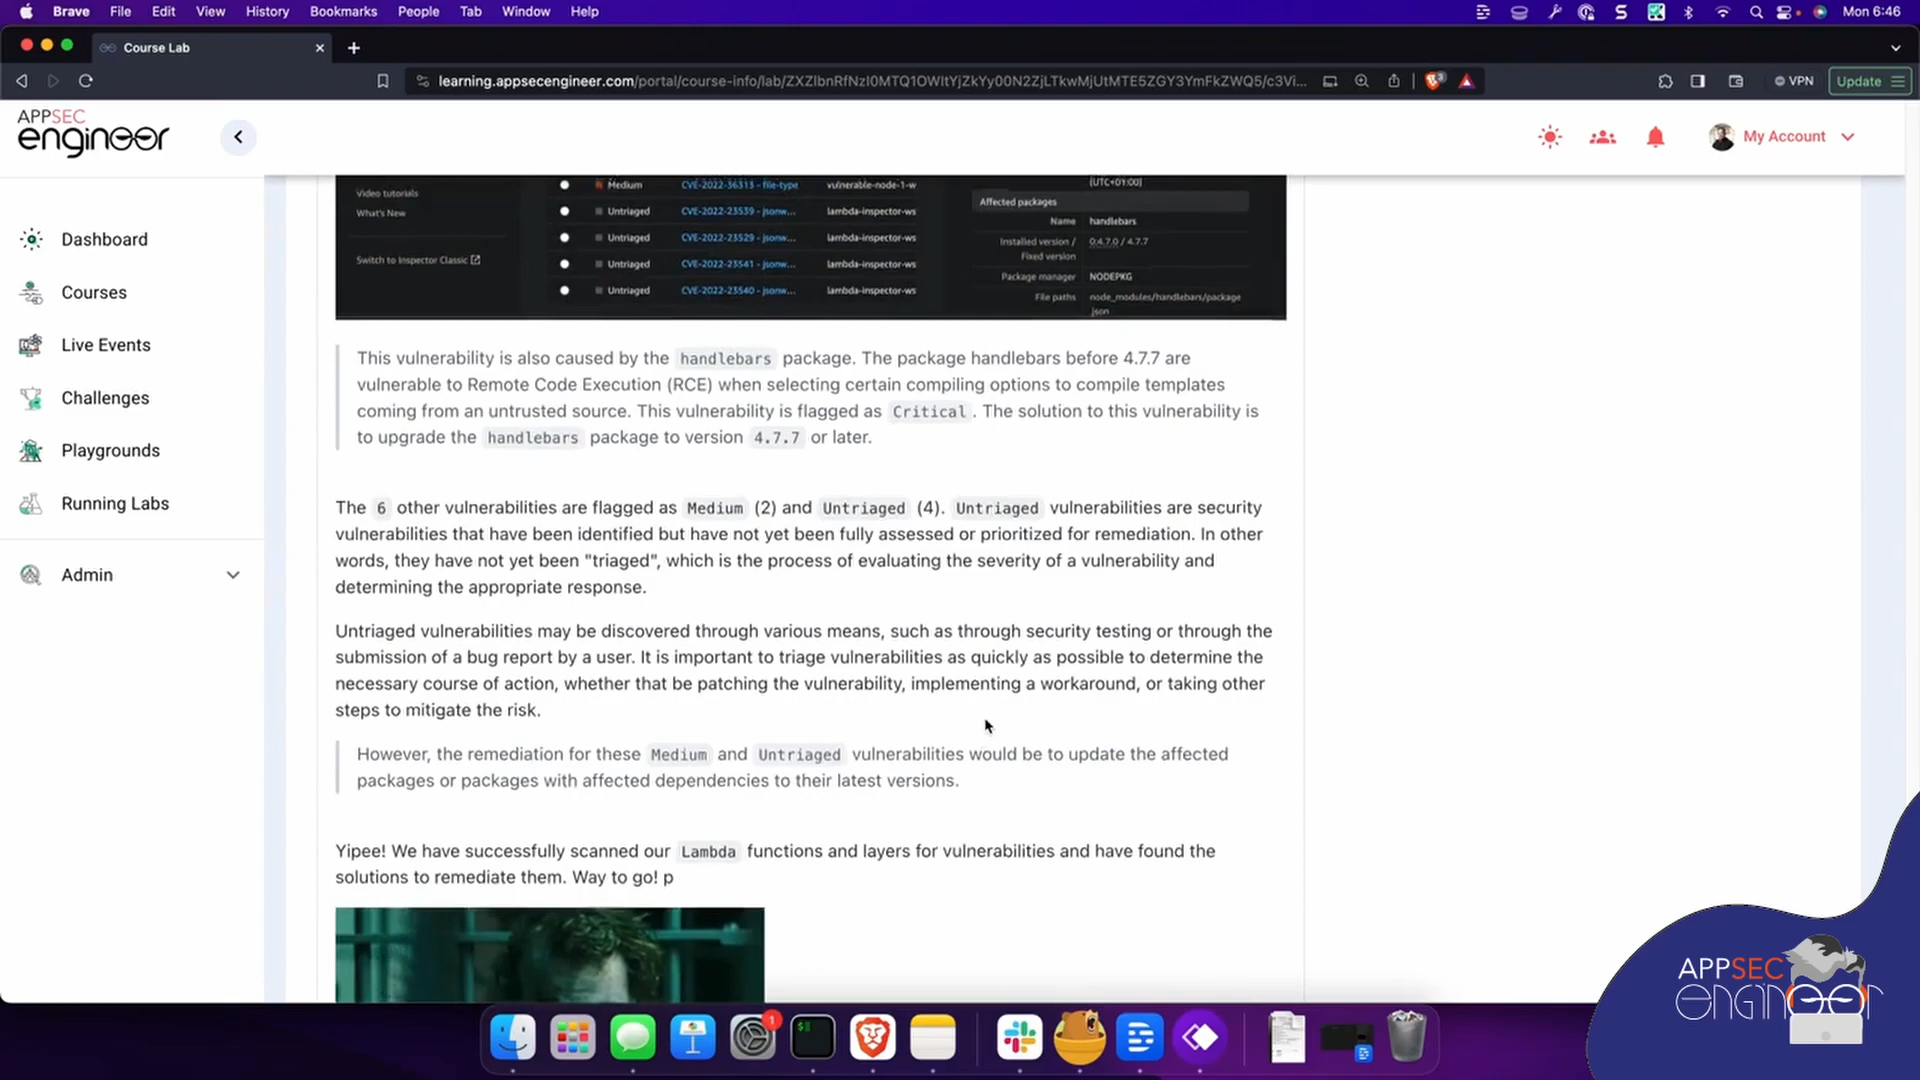 Brave File Edit View History Bookmarks People Tab Window Help Mon 6:46
Course Lab
learning.appsecengineer.com/portal/course-info/lab/ZXZlbnRfNzI0MTQ1OWItYjZkYy00N2ZjLTkwMjUtMTE5ZGY3YmFkZWQ5/c3Vi...
VPN
Update
APPSEC
engineer
My Account
Dashboard
Courses
Live Events
Challenges
Playgrounds
Running Labs
Admin
Video tutorials
What's New
Switch to Inspector Classic
Medium CVE-2022-36313 - file-type vulnerable-node-1-w
Untriaged CVE-2022-23539 - jsonw... lambda-inspector-ws
Untriaged CVE-2022-23529 - jsonw... lambda-inspector-ws
Untriaged CVE-2022-23541 - jsonw... lambda-inspector-ws
Untriaged CVE-2022-23540 - jsonw... lambda-inspector-ws
(UTC+01:00)
Affected packages
Name handlebars
Installed version / 0:4.7.0 / 4.7.7
Fixed version
Package manager NODEPKG
File paths node_modules/handlebars/package
json
This vulnerability is also caused by the handlebars package. The package handlebars before 4.7.7 are
vulnerable to Remote Code Execution (RCE) when selecting certain compiling options to compile templates
coming from an untrusted source. This vulnerability is flagged as Critical. The solution to this vulnerability is
to upgrade the handlebars package to version 4.7.7 or later.
The 6 other vulnerabilities are flagged as Medium (2) and Untriaged (4). Untriaged vulnerabilities are security
vulnerabilities that have been identified but have not yet been fully assessed or prioritized for remediation. In other
words, they have not yet been "triaged", which is the process of evaluating the severity of a vulnerability and
determining the appropriate response.
Untriaged vulnerabilities may be discovered through various means, such as through security testing or through the
submission of a bug report by a user. It is important to triage vulnerabilities as quickly as possible to determine the
necessary course of action, whether that be patching the vulnerability, implementing a workaround, or taking other
steps to mitigate the risk.
However, the remediation for these Medium and Untriaged vulnerabilities would be to update the affected
packages or packages with affected dependencies to their latest versions.
Yipee! We have successfully scanned our Lambda functions and layers for vulnerabilities and have found the
solutions to remediate them. Way to go! p
1
APPSEC
engineer